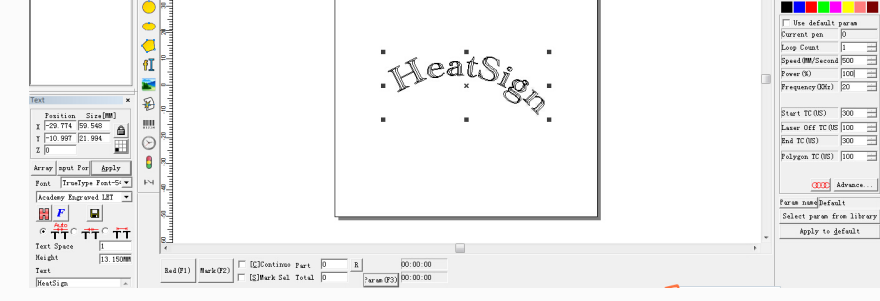 HeatSign
Text
Position Size[MM]
X -29.774 59.548
Y -10.997 21.994
Z 0
Array nput For Apply
Font TrueType Font-5
Academy Engraved LET
F
Auto
TT TT TT
Text Space 1
Height 13.150MM
Text
HeatSign
Red(F1) Mark(F2) [C]Continuo Part 0 R 00:00:00
[S]Mark Sel Total 0 Param(F3) 00:00:00
Use default param
Current pen 0
Loop Count 1
Speed(MM/Second 500
Power(%) 100
Frequency(KHz) 20
Start TC(US) 300
Laser Off TC(US 100
End TC(US) 300
Polygon TC(US) 100
Advance...
Param name Default
Select param from library
Apply to default